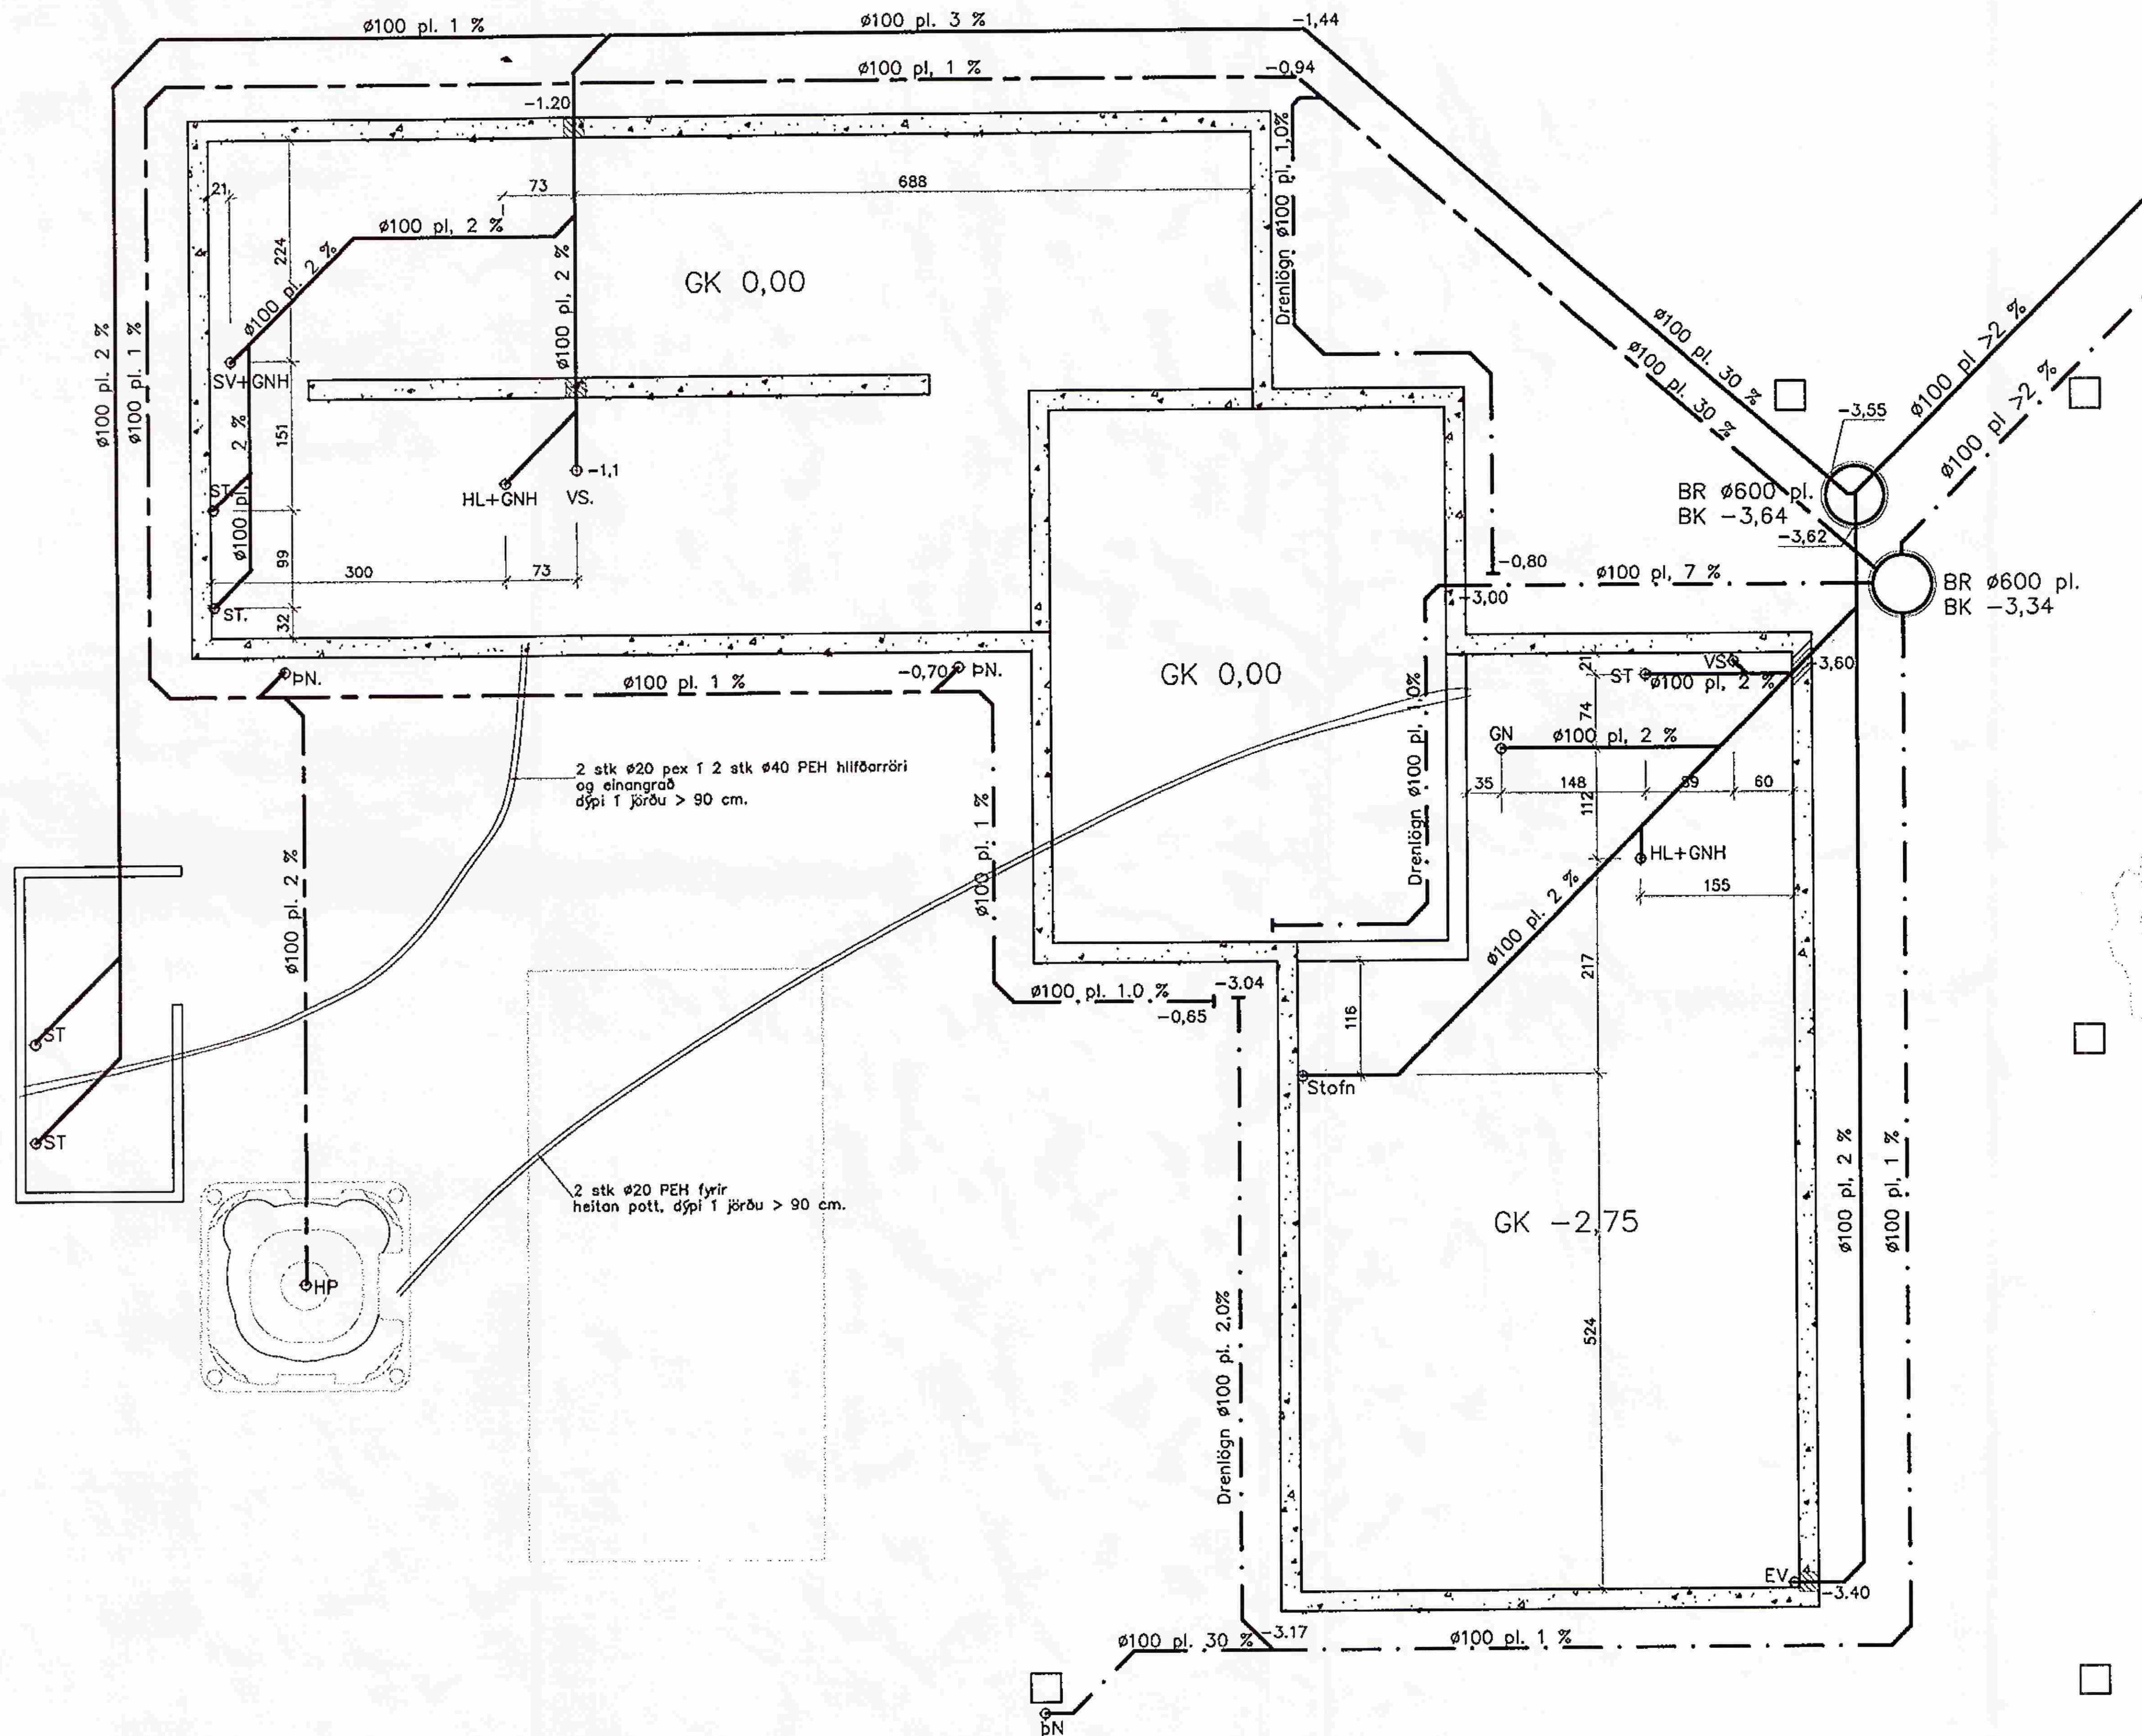 ø100 pl. 1 %
ø100 pl. 3 %
-1,44
ø100 pl, 1 %
-0,94
-1.20
Drenlögn ø100 pl, 1,0%
21
73
688
224
ø100 pl, 2 %
ø100 pl. 2 %
ø100 pl, 2 %
GK 0,00
ø100 pl. 2 %
ø100 pl. 1 %
SV+GNH
ø100 pl, 2 %
151
ST.
HL+GNH
VS.
-1,1
99
300
73
ST.
32
ø100 pl. 30 %
ø100 pl. 30 %
ø100 pl >2 %
ø100 pl >2 %
-3,55
BR ø600 pl.
BK -3,64
-3,62
-0,80
ø100 pl, 7 %
-3,00
BR ø600 pl.
BK -3,34
ÞN.
ø100 pl. 1 %
-0,70
ÞN.
GK 0,00
Drenlögn ø100 pl, 1,0%
21
ST
VS
-3,60
ø100 pl, 2 %
74
GN
ø100 pl, 2 %
35
148
89
60
112
HL+GNH
155
2 stk ø20 pex í 2 stk ø40 PEH hlífðarröri
og einangrað
dýpi í jörðu > 90 cm.
ø100 pl. 1 %
ø100 pl. 2 %
ø100 pl. 2 %
217
ø100 pl. 1.0 %
-3.04
-0,65
116
Stofn
ST
ST
2 stk ø20 PEH fyrir
heitan pott, dýpi í jörðu > 90 cm.
HP
GK -2,75
ø100 pl, 2 %
ø100 pl, 1 %
524
Drenlögn ø100 pl. 2,0%
EV
-3.40
ø100 pl. 30 %
-3.17
ø100 pl. 1 %
ÞN